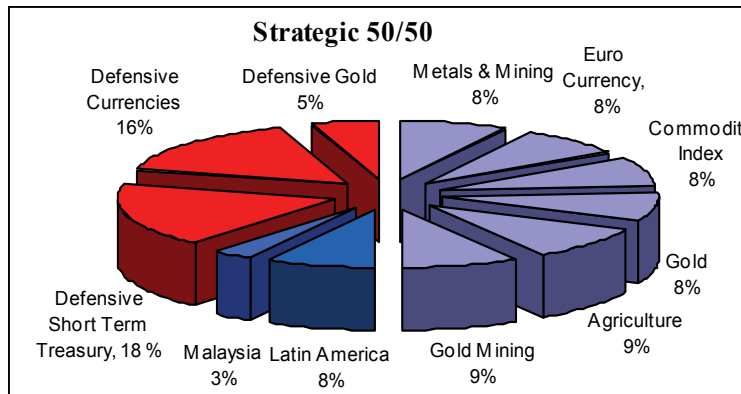 Strategic 50/50
Defensive
Currencies
16%
Defensive Gold
5%
Metals & Mining
8%
Euro
Currency,
8%
Commodit
Index
8%
Gold
8%
Agriculture
9%
Gold Mining
9%
Latin America
8%
Malaysia
3%
Defensive
Short Term
Treasury, 18 %